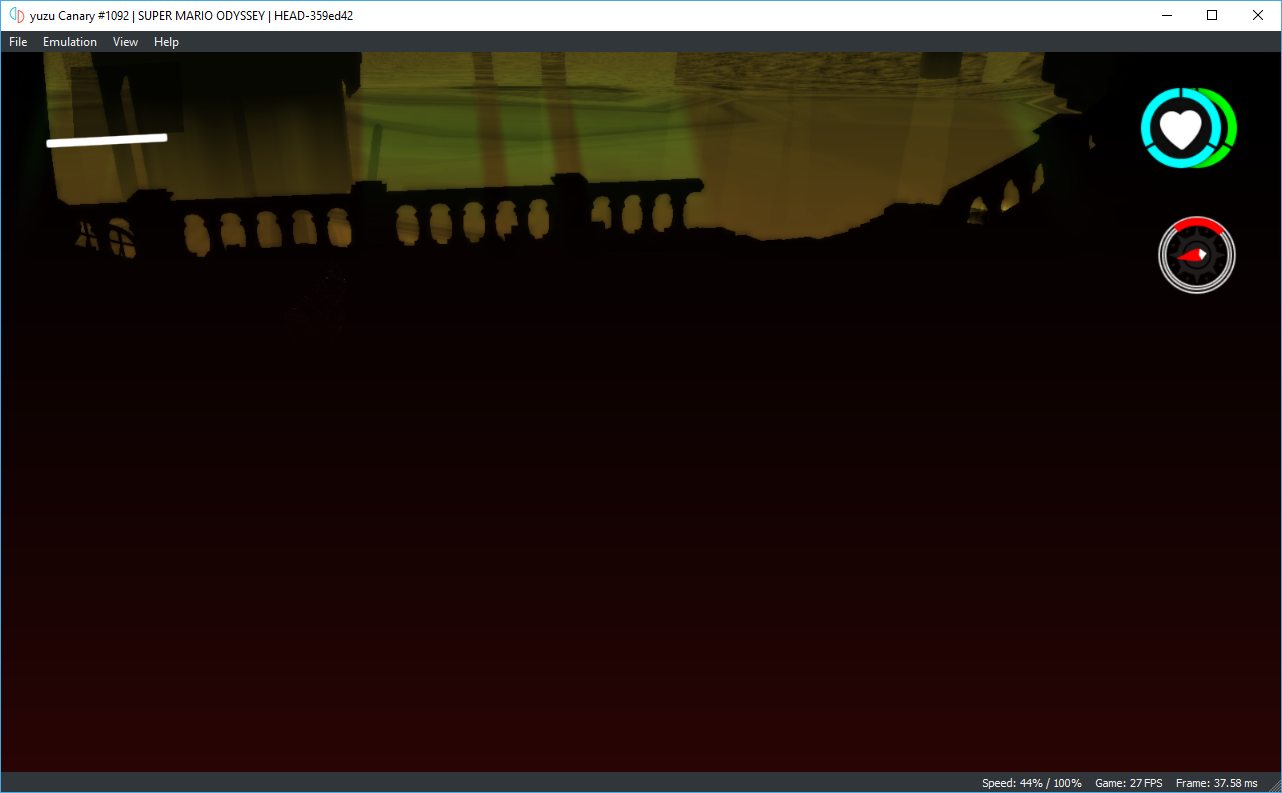 yuzu Canary #1092 | SUPER MARIO ODYSSEY | HEAD-359ed42
File Emulation View Help
Speed: 44% / 100% Game: 27 FPS Frame: 37.58 ms